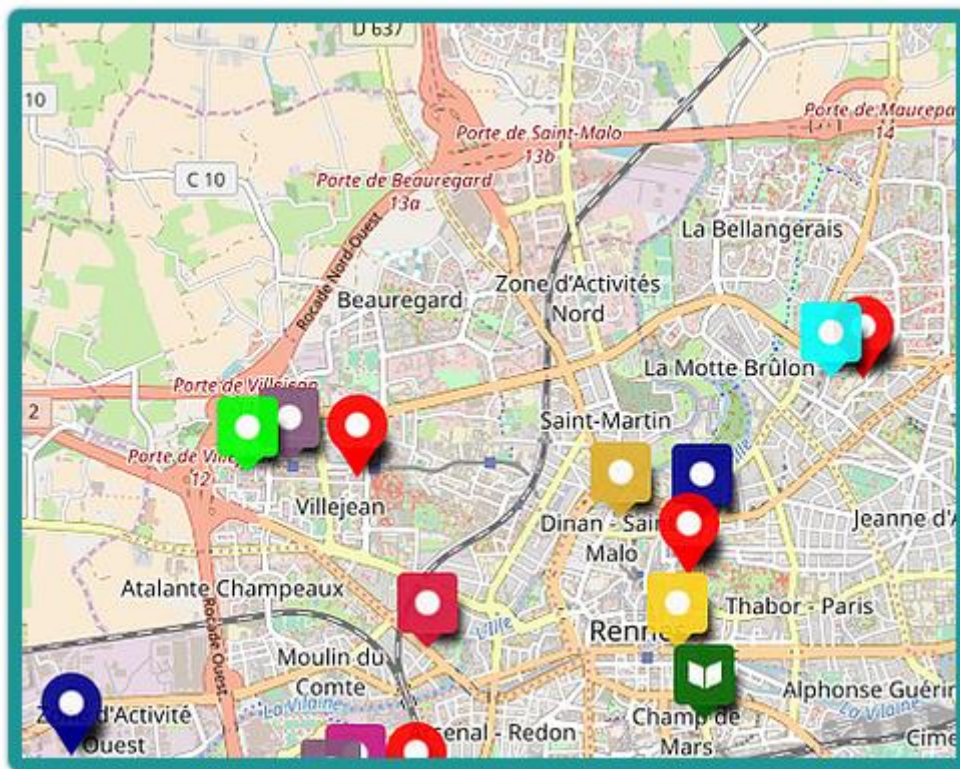 D 637
10
Porte de Maurepa
14
Porte de Saint-Malo
13b
C 10
Porte de Beauregard
13a
La Bellangerais
Rocade Nord-Ouest
Beauregard
Zone d'Activités
Nord
La Motte Brûlon
Porte de Villejean
2
Saint-Martin
Porte de Ville
12
Villejean
Dinan - Sain
Malo
Jeanne d'A
Atalante Champeaux
L'Ille
Thabor - Paris
Rennes
Rocade Ouest
Moulin du
Comte
La Vilaine
Alphonse Guérin
La Vilaine
Zone d'Activité
Ouest
Champ de
Mars
senal - Redon
Cime